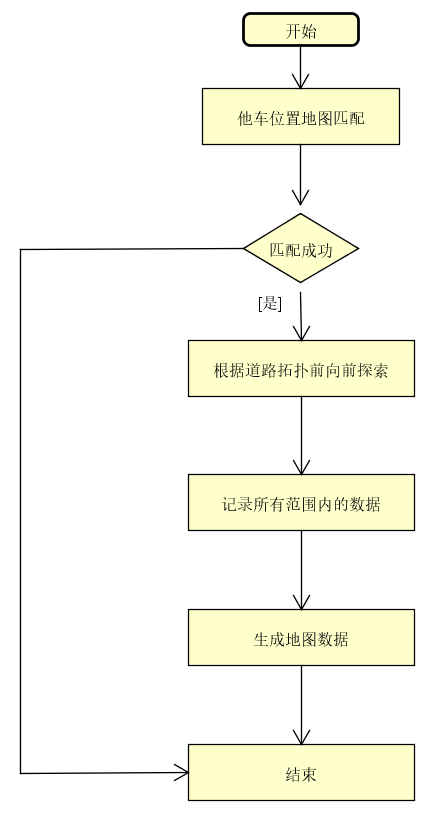 开始
他车位置地图匹配
匹配成功
[是]
根据道路拓扑前向前探索
记录所有范围内的数据
生成地图数据
结束